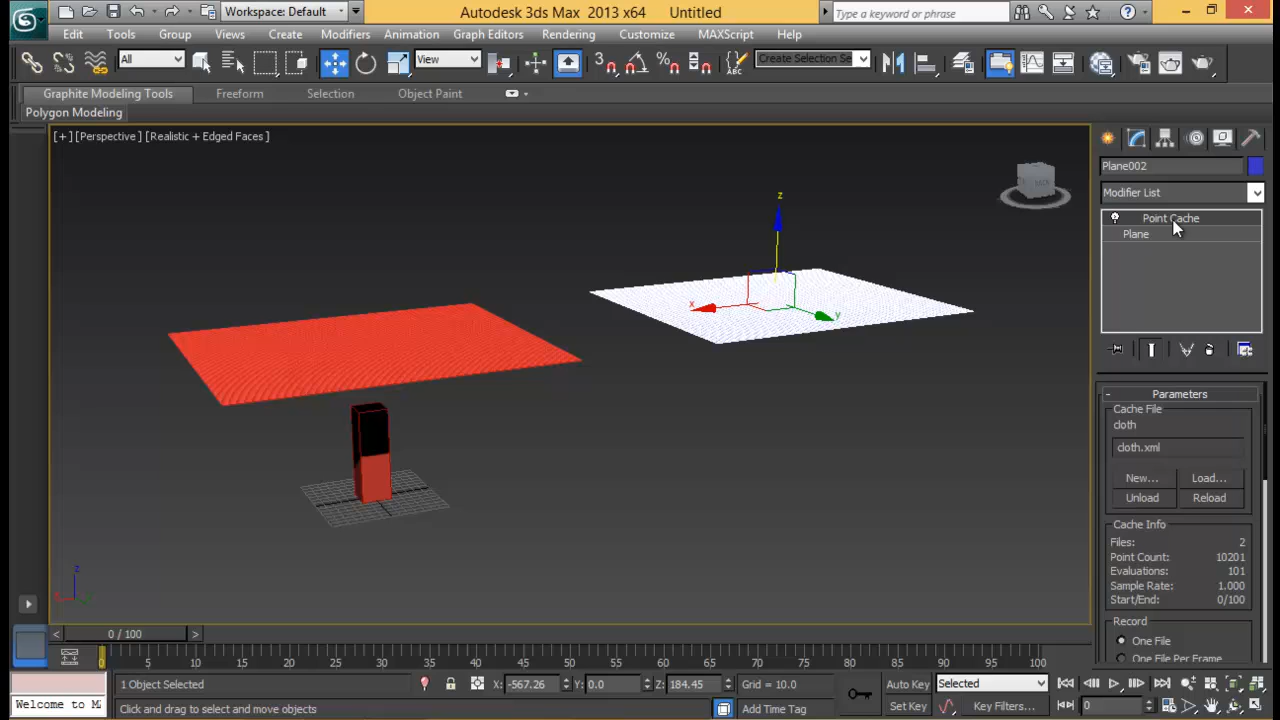 Workspace: Default
Autodesk 3ds Max  2013 x64     Untitled
Type a keyword or phrase
Edit
Tools
Group
Views
Create
Modifiers
Animation
Graph Editors
Rendering
Customize
MAXScript
Help
All
View
3
Create Selection Se
Graphite Modeling Tools
Freeform
Selection
Object Paint
Polygon Modeling
[+] [Perspective] [Realistic + Edged Faces]
Plane002
Modifier List
Point Cache
Plane
z
x
y
- Parameters
Cache File
cloth
cloth.xml
New...
Load...
Unload
Reload
Cache Info
Files: 2
Point Count: 10201
Evaluations: 101
Sample Rate: 1.000
Start/End: 0/100
Record
One File
One File Per Frame
z
< 0 / 100 >
0 5 10 15 20 25 30 35 40 45 50 55 60 65 70 75 80 85 90 95 100
1 Object Selected
X: -567.26
Y: 0.0
Z: 184.45
Grid = 10.0
Auto Key
Selected
Welcome to MA
Click and drag to select and move objects
Add Time Tag
Set Key
Key Filters...
0